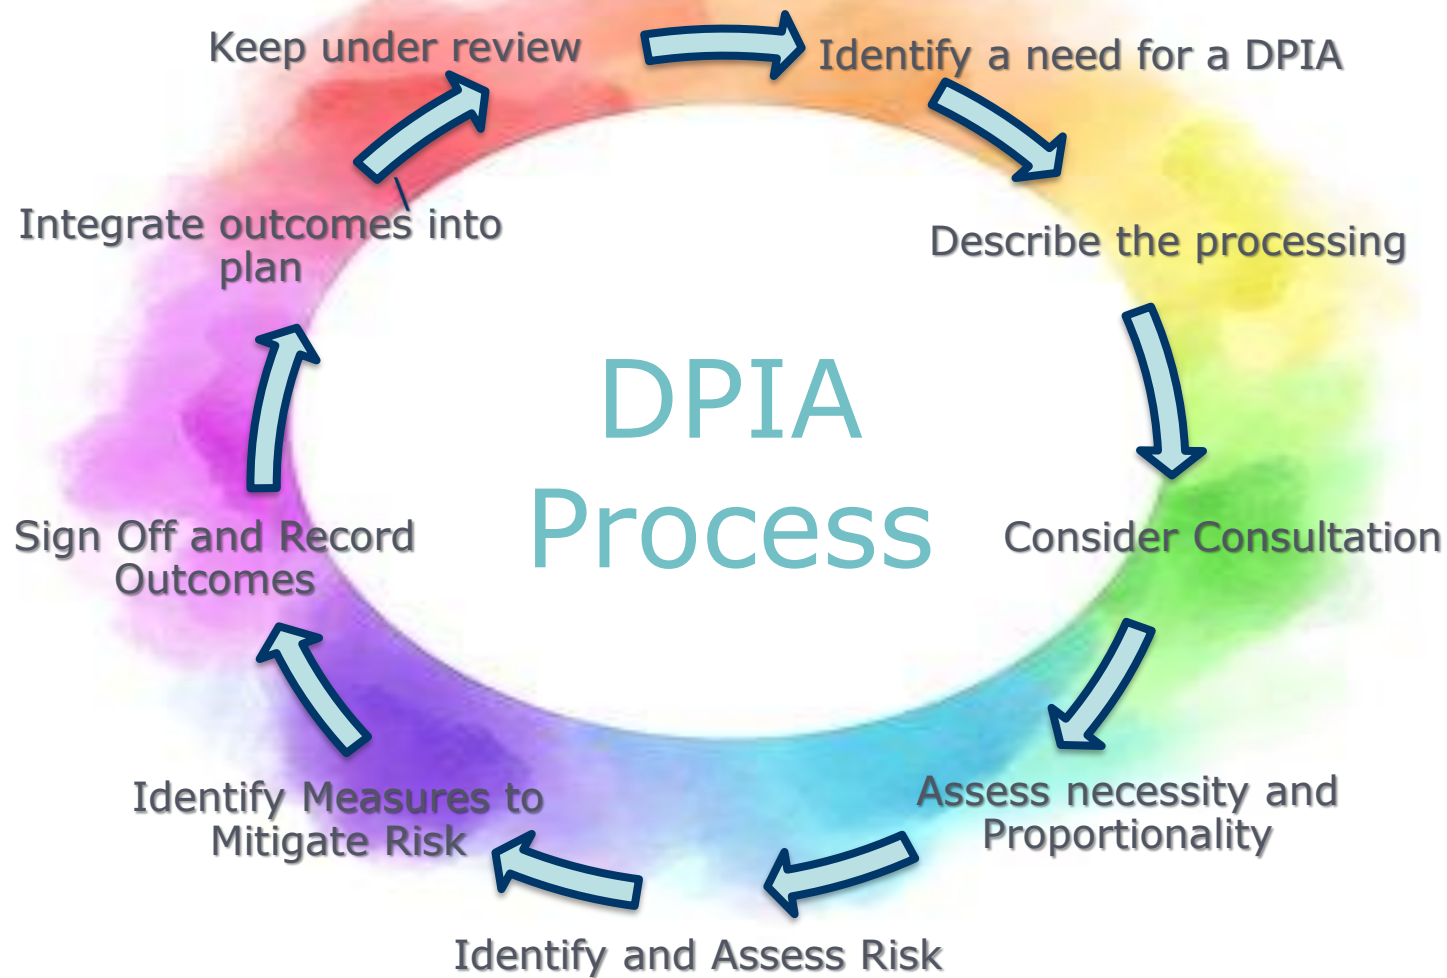 Keep under review
Identify a need for a DPIA
Integrate outcomes into
plan
Describe the processing
DPIA
Process
Sign Off and Record
Outcomes
Consider Consultation
Identify Measures to
Mitigate Risk
Assess necessity and
Proportionality
Identify and Assess Risk